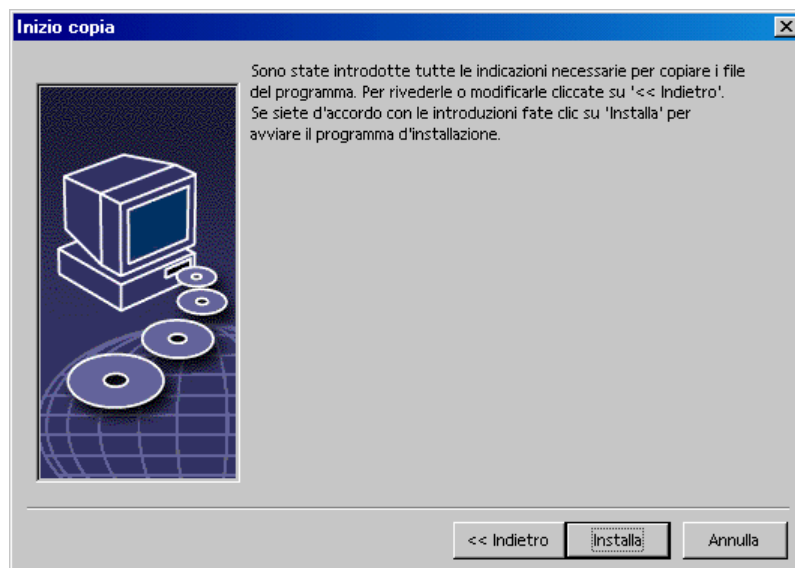 Inizio copia
Sono state introdotte tutte le indicazioni necessarie per copiare i file
del programma. Per rivederle o modificarle cliccate su '<< Indietro'.
Se siete d'accordo con le introduzioni fate clic su 'Installa' per
avviare il programma d'installazione.
<< Indietro
Installa
Annulla